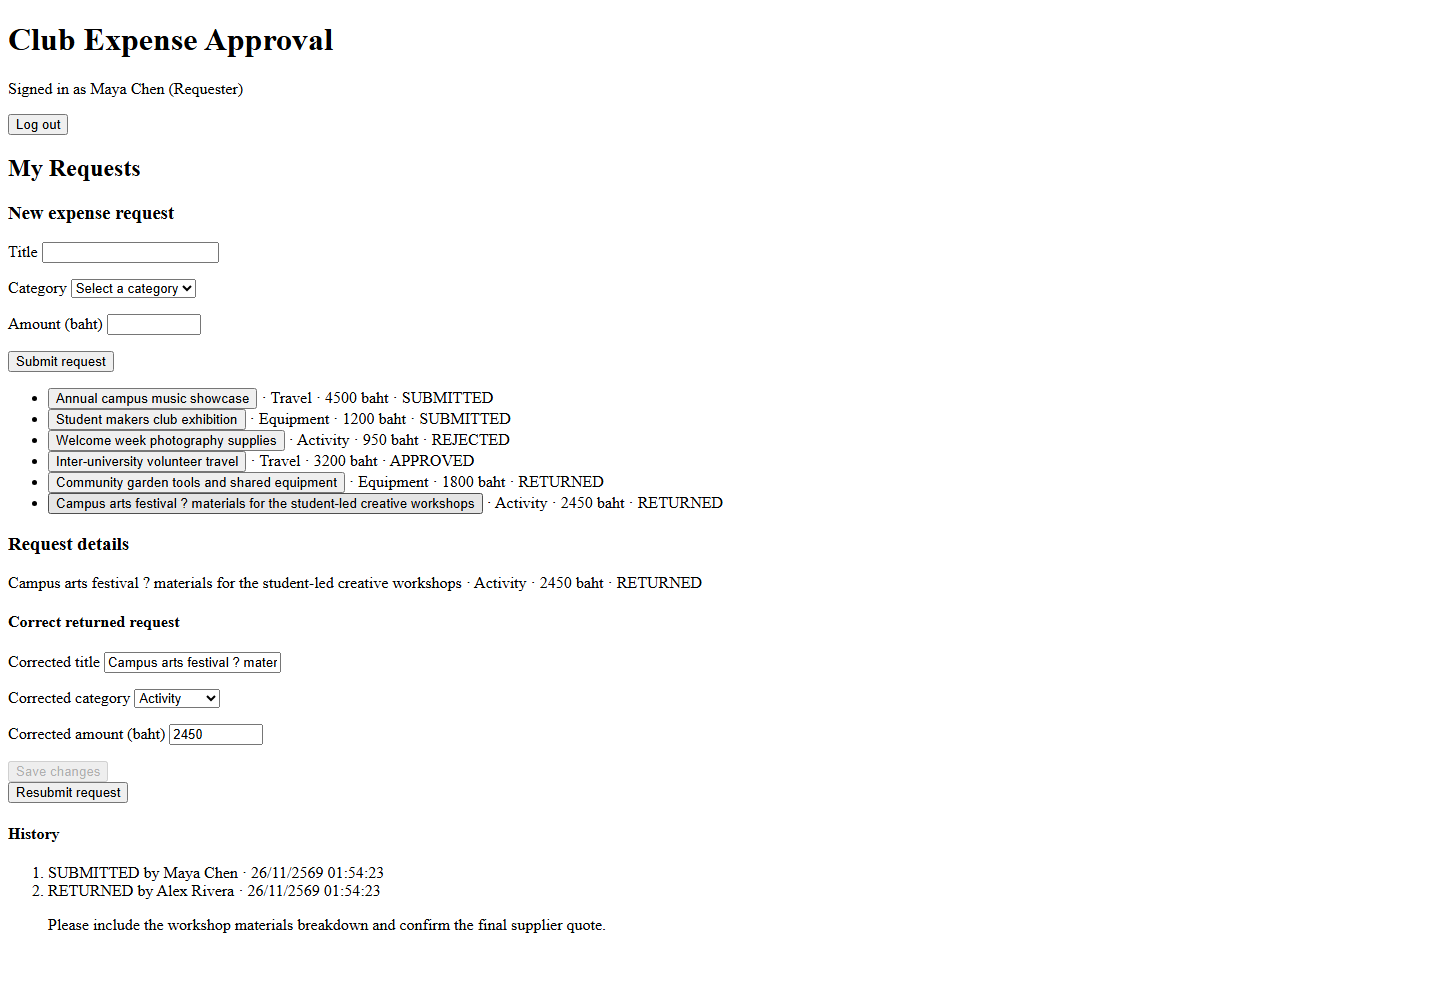 Club Expense Approval
Signed in as Maya Chen (Requester)
Log out
My Requests
New expense request
Title
Category Select a category
Amount (baht)
Submit request
• Annual campus music showcase · Travel · 4500 baht · SUBMITTED
• Student makers club exhibition · Equipment · 1200 baht · SUBMITTED
• Welcome week photography supplies · Activity · 950 baht · REJECTED
• Inter-university volunteer travel · Travel · 3200 baht · APPROVED
• Community garden tools and shared equipment · Equipment · 1800 baht · RETURNED
• Campus arts festival ? materials for the student-led creative workshops · Activity · 2450 baht · RETURNED
Request details
Campus arts festival ? materials for the student-led creative workshops · Activity · 2450 baht · RETURNED
Correct returned request
Corrected title Campus arts festival ? mater
Corrected category Activity
Corrected amount (baht) 2450
Save changes
Resubmit request
History
1. SUBMITTED by Maya Chen · 26/11/2569 01:54:23
2. RETURNED by Alex Rivera · 26/11/2569 01:54:23
Please include the workshop materials breakdown and confirm the final supplier quote.